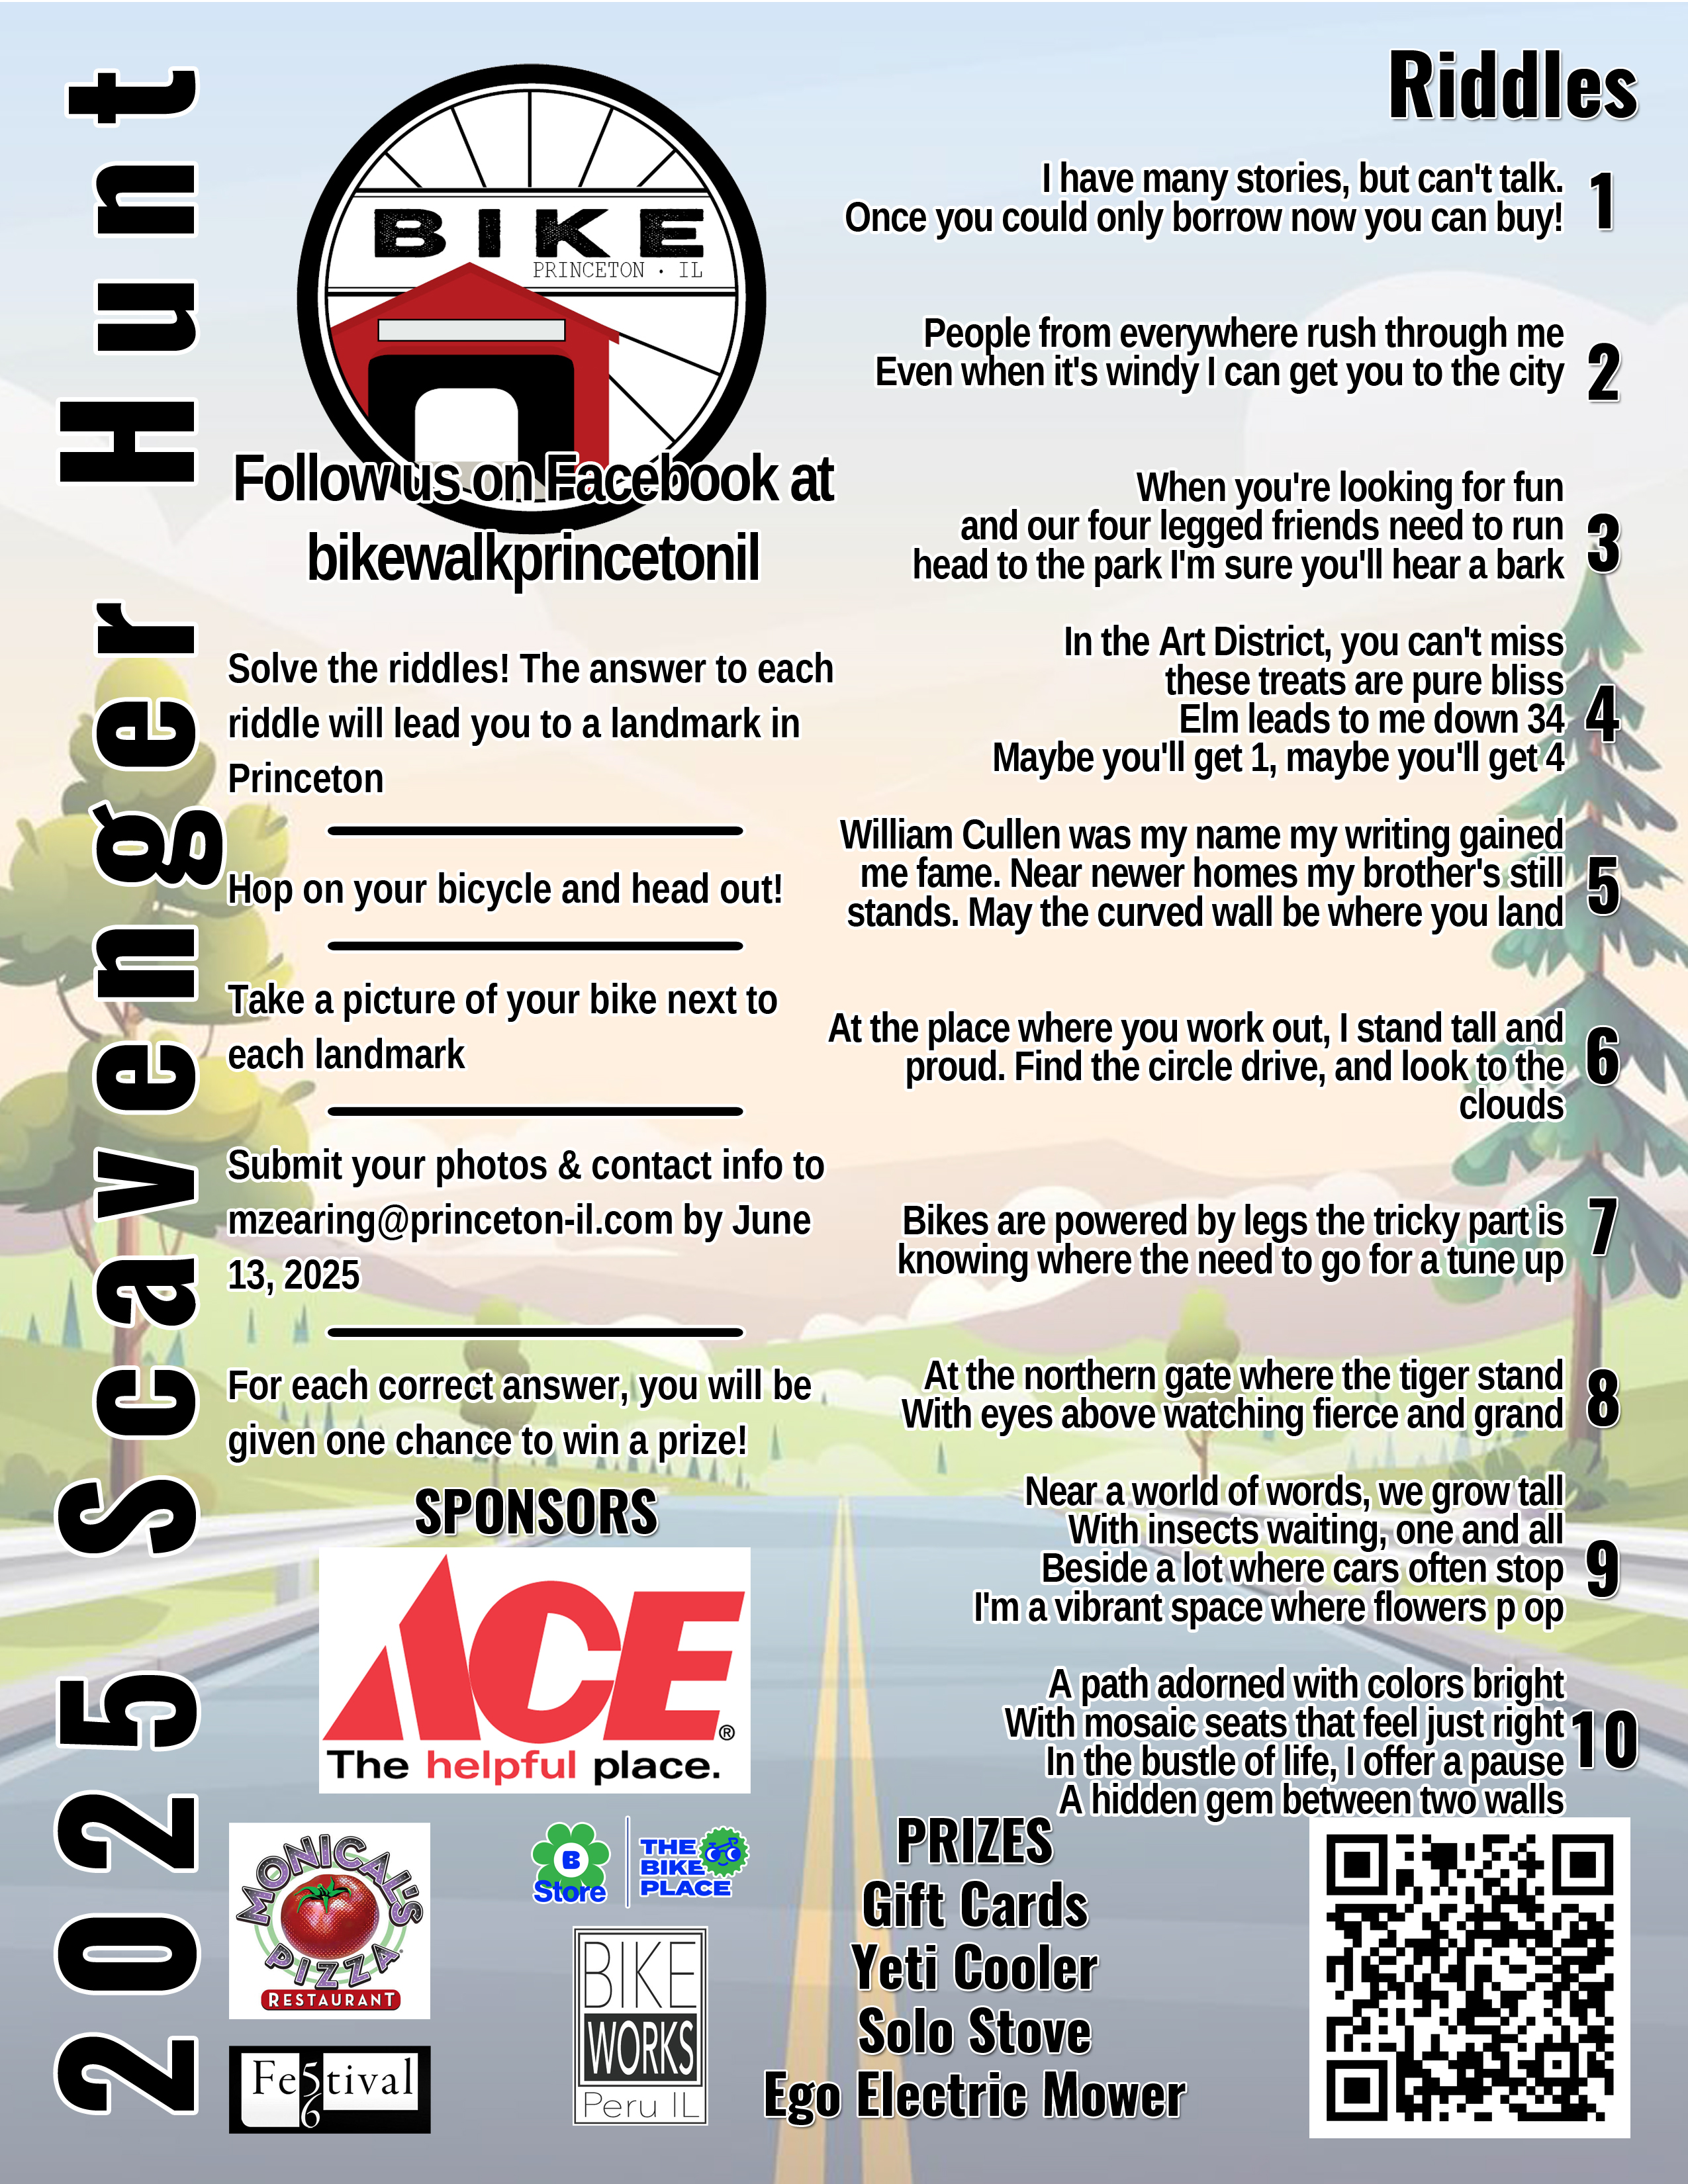 2025 Scavenger Hunt
BIKE
PRINCETON • IL
Follow us on Facebook at
bikewalkprincetonil
Solve the riddles! The answer to each
riddle will lead you to a landmark in
Princeton
Hop on your bicycle and head out!
Take a picture of your bike next to
each landmark
Submit your photos & contact info to
mzearing@princeton-il.com by June
13, 2025
For each correct answer, you will be
given one chance to win a prize!
SPONSORS
ACE®
The helpful place.
MONICAL'S
PIZZA
RESTAURANT
B
Store
THE
BIKE
PLACE
Fe5tival
56
BIKE
WORKS
Peru IL
Riddles
I have many stories, but can't talk.
Once you could only borrow now you can buy!
1
People from everywhere rush through me
Even when it's windy I can get you to the city
2
When you're looking for fun
and our four legged friends need to run
head to the park I'm sure you'll hear a bark
3
In the Art District, you can't miss
these treats are pure bliss
Elm leads to me down 34
Maybe you'll get 1, maybe you'll get 4
4
William Cullen was my name my writing gained
me fame. Near newer homes my brother's still
stands. May the curved wall be where you land
5
At the place where you work out, I stand tall and
proud. Find the circle drive, and look to the
clouds
6
Bikes are powered by legs the tricky part is
knowing where the need to go for a tune up
7
At the northern gate where the tiger stand
With eyes above watching fierce and grand
8
Near a world of words, we grow tall
With insects waiting, one and all
Beside a lot where cars often stop
I'm a vibrant space where flowers p op
9
A path adorned with colors bright
With mosaic seats that feel just right
In the bustle of life, I offer a pause
A hidden gem between two walls
10
PRIZES
Gift Cards
Yeti Cooler
Solo Stove
Ego Electric Mower